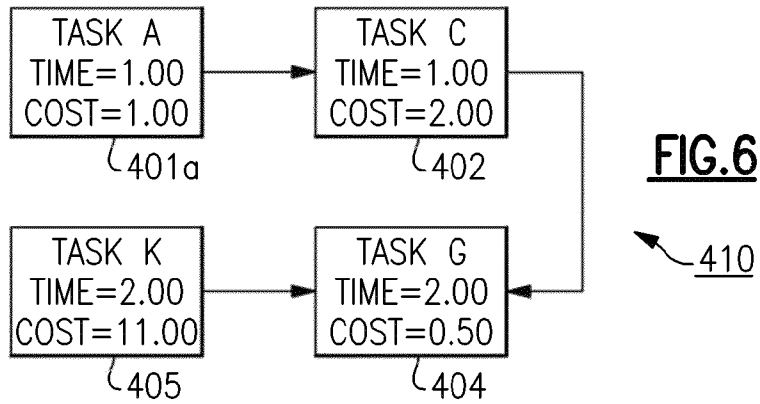 TASK A
TIME=1.00
COST=1.00
401a
TASK C
TIME=1.00
COST=2.00
402
FIG.6
TASK K
TIME=2.00
COST=11.00
405
TASK G
TIME=2.00
COST=0.50
404
410